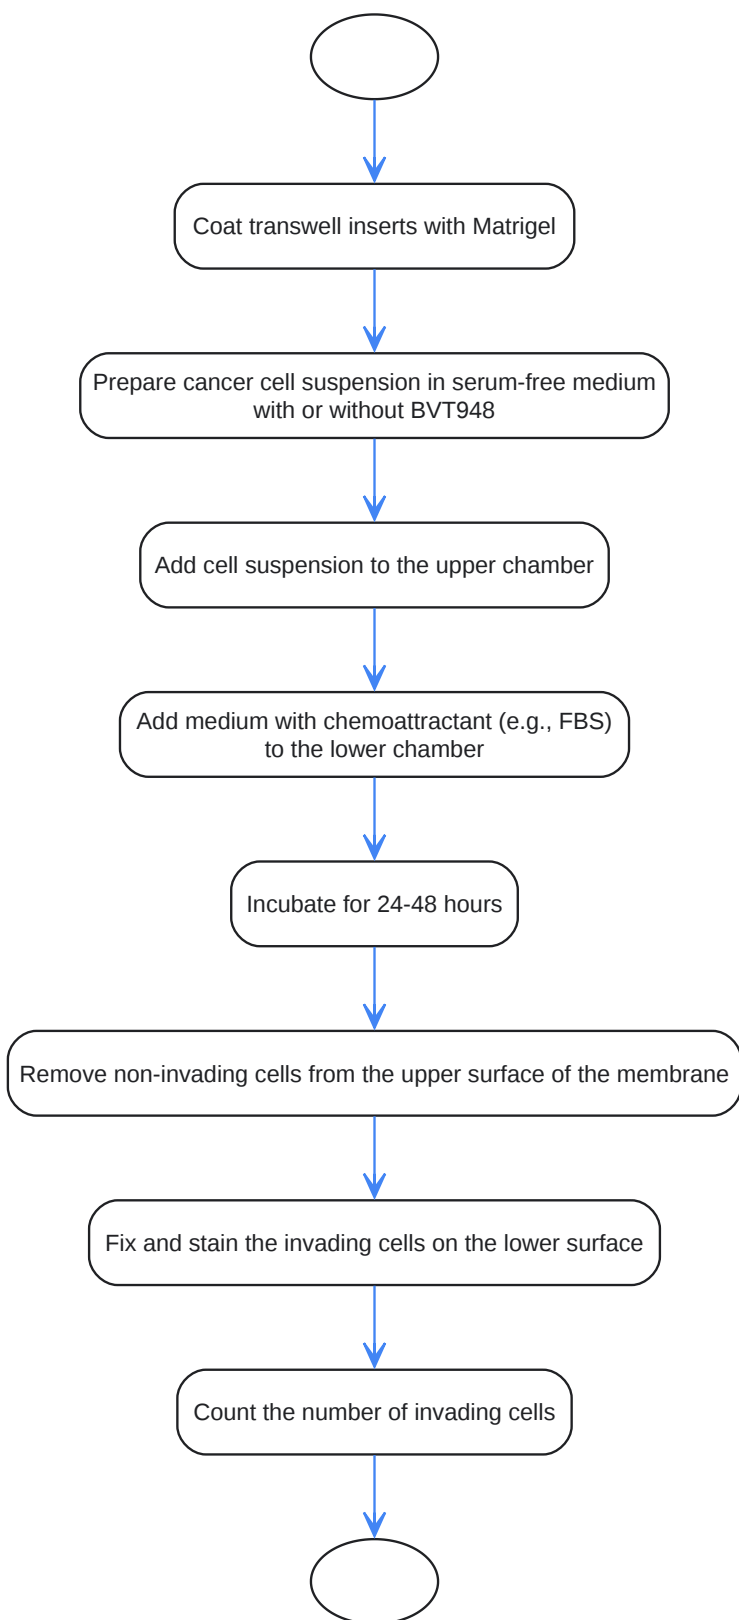 Coat transwell inserts with Matrigel
Prepare cancer cell suspension in serum-free medium
with or without BVT948
Add cell suspension to the upper chamber
Add medium with chemoattractant (e.g., FBS)
to the lower chamber
Incubate for 24-48 hours
Remove non-invading cells from the upper surface of the membrane
Fix and stain the invading cells on the lower surface
Count the number of invading cells